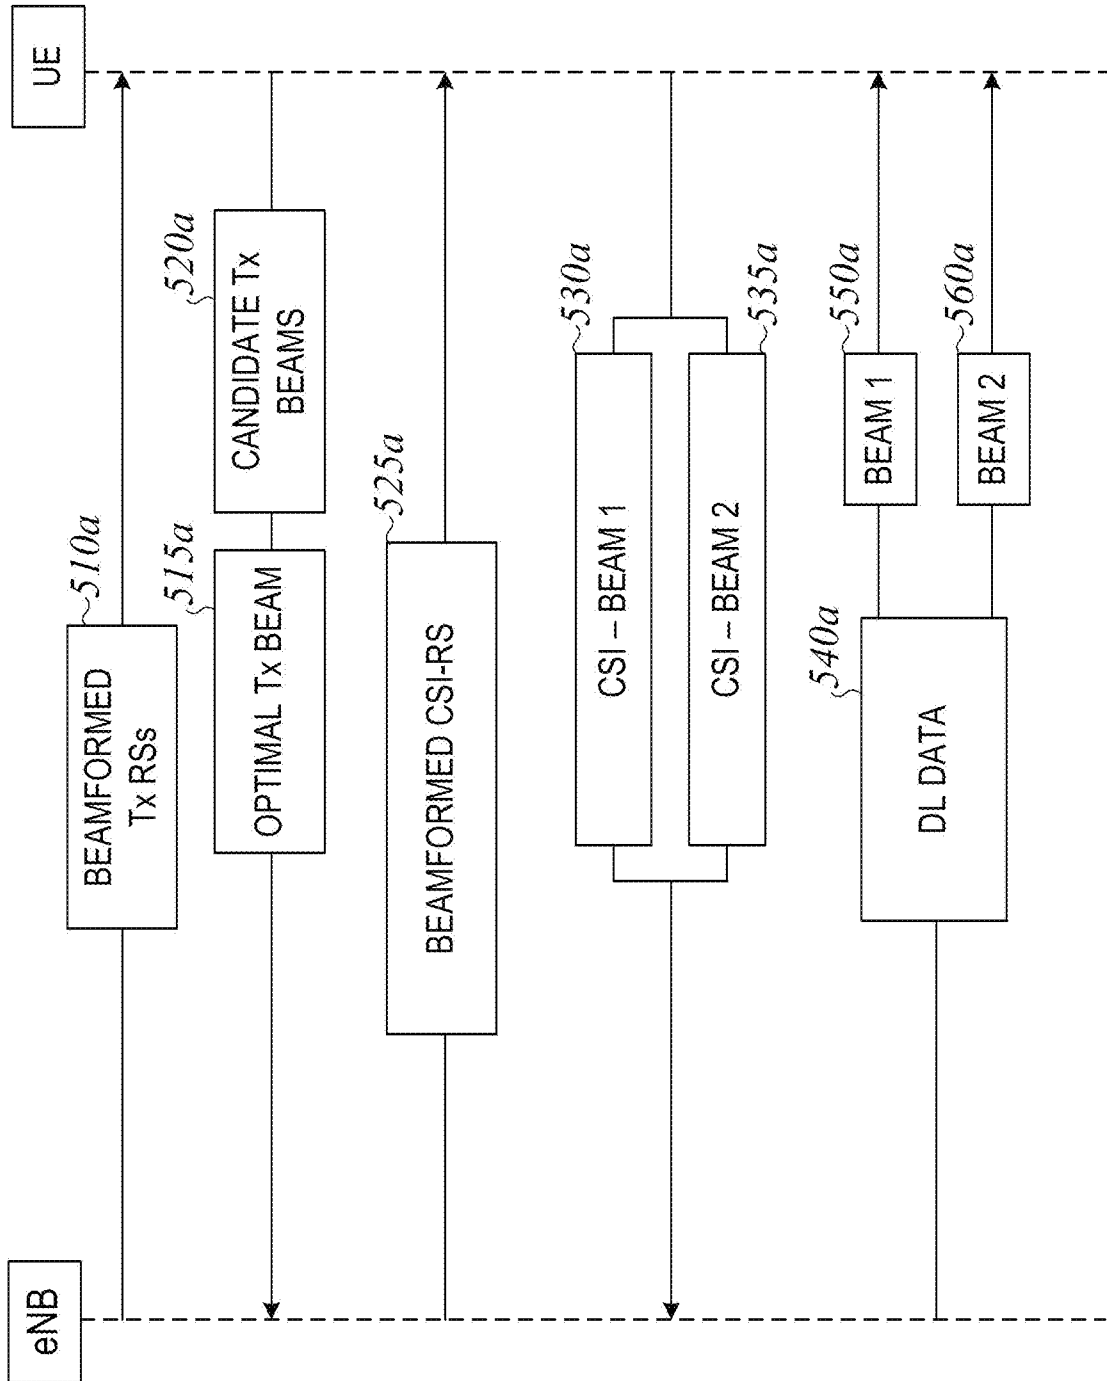 eNB
UE
BEAMFORMED
Tx RSs
510a
OPTIMAL Tx BEAM
515a
CANDIDATE Tx
BEAMS
520a
BEAMFORMED CSI-RS
525a
CSI – BEAM 1
530a
CSI – BEAM 2
535a
DL DATA
540a
BEAM 1
550a
BEAM 2
560a